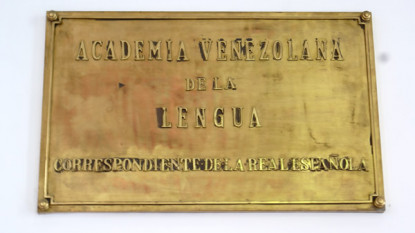 ACADEMIA VENEZOLANA
DE LA
LENGUA
CORRESPONDIENTE DE LA REAL ESPAÑOLA